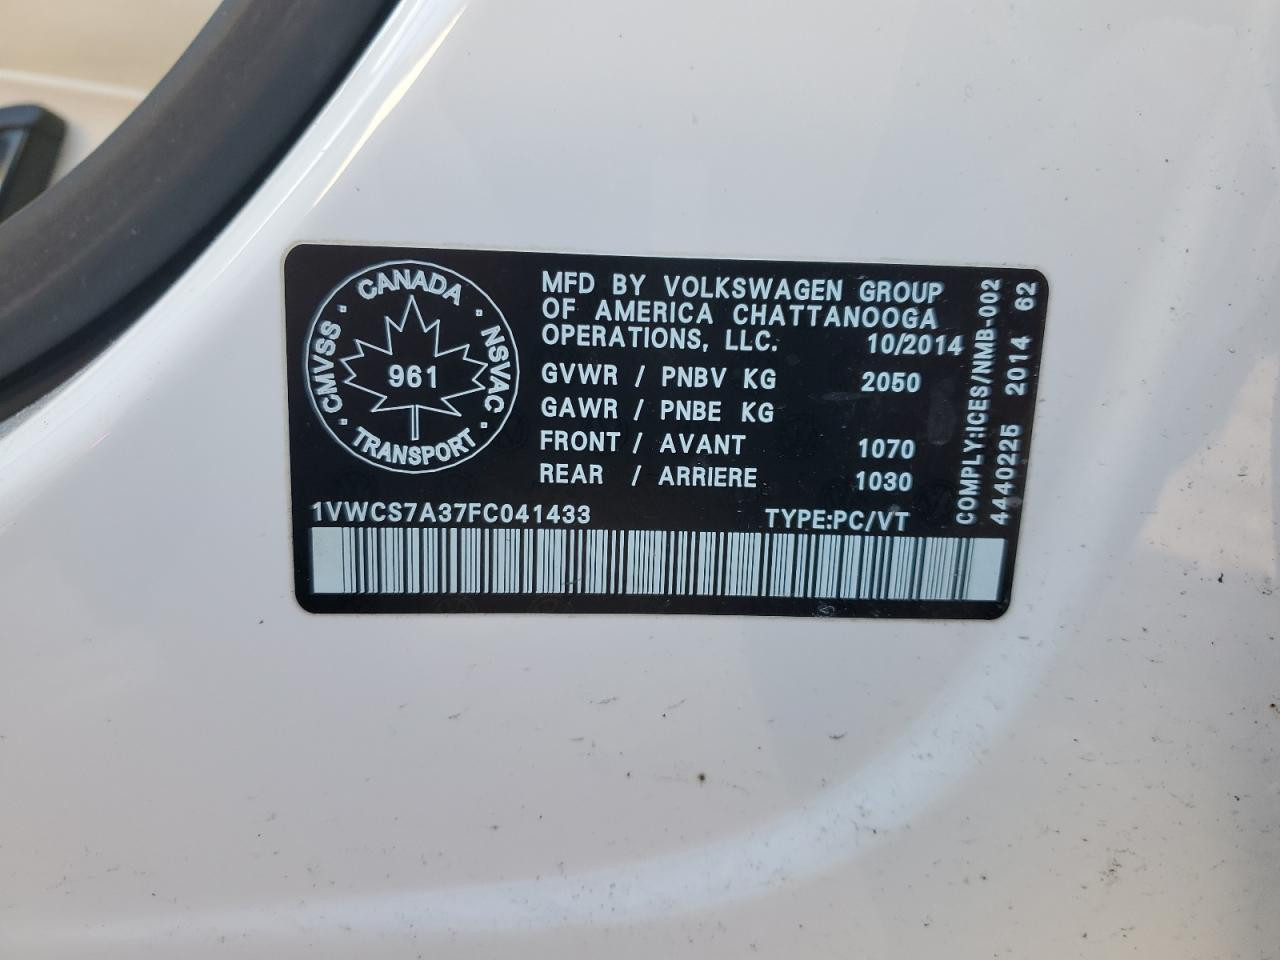 CANADA
CMVSS · NSVAC
961
TRANSPORT
MFD BY VOLKSWAGEN GROUP
OF AMERICA CHATTANOOGA
OPERATIONS, LLC. 10/2014
GVWR / PNBV KG 2050
GAWR / PNBE KG
FRONT / AVANT 1070
REAR / ARRIERE 1030
1VWCS7A37FC041433 TYPE:PC/VT
COMPLY:ICES/NMB-002
4440225 2014 62